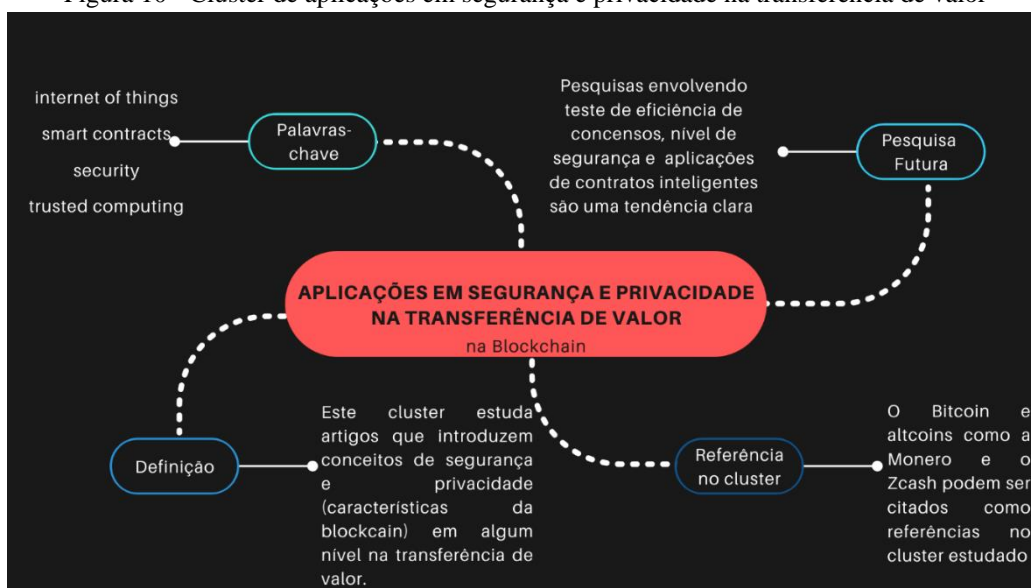 Figura 16 - Cluster de aplicações em segurança e privacidade na transferência de valor
internet of things
smart contracts
security
trusted computing
Palavras-
chave
Pesquisas envolvendo
teste de eficiência de
concensos, nível de
segurança e aplicações
de contratos inteligentes
são uma tendência clara
Pesquisa
Futura
APLICAÇÕES EM SEGURANÇA E PRIVACIDADE
NA TRANSFERÊNCIA DE VALOR
na Blockchain
Definição
Este cluster estuda
artigos que introduzem
conceitos de segurança
e privacidade
(características da
blockcain) em algum
nível na transferência de
valor.
Referência
no cluster
O Bitcoin e
altcoins como a
Monero e o
Zcash podem ser
citados como
referências no
cluster estudado